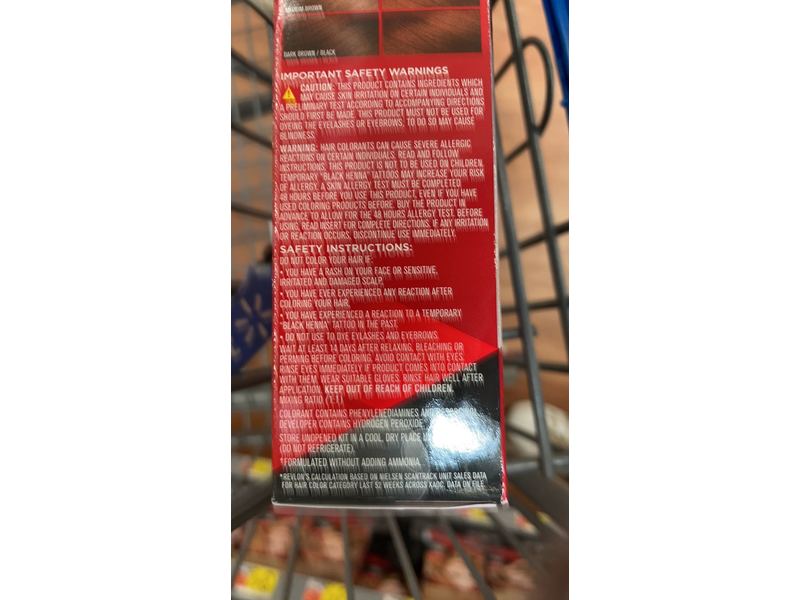 MEDIUM BROWN
DARK BROWN / BLACK
IMPORTANT SAFETY WARNINGS
CAUTION: THIS PRODUCT CONTAINS INGREDIENTS WHICH
MAY CAUSE SKIN IRRITATION ON CERTAIN INDIVIDUALS AND
A PRELIMINARY TEST ACCORDING TO ACCOMPANYING DIRECTIONS
SHOULD FIRST BE MADE. THIS PRODUCT MUST NOT BE USED FOR
DYEING THE EYELASHES OR EYEBROWS; TO DO SO MAY CAUSE
BLINDNESS.
WARNING: HAIR COLORANTS CAN CAUSE SEVERE ALLERGIC
REACTIONS ON CERTAIN INDIVIDUALS. READ AND FOLLOW
INSTRUCTIONS. THIS PRODUCT IS NOT TO BE USED ON CHILDREN.
TEMPORARY "BLACK HENNA" TATTOOS MAY INCREASE YOUR RISK
OF ALLERGY. A SKIN ALLERGY TEST MUST BE COMPLETED
48 HOURS BEFORE YOU USE THIS PRODUCT, EVEN IF YOU HAVE
USED COLORING PRODUCTS BEFORE. BUY THE PRODUCT IN
ADVANCE TO ALLOW FOR THE 48 HOURS ALLERGY TEST. BEFORE
USING, READ INSERT FOR COMPLETE DIRECTIONS. IF ANY IRRITATION
OR REACTION OCCURS, DISCONTINUE USE IMMEDIATELY.
SAFETY INSTRUCTIONS:
DO NOT COLOR YOUR HAIR IF:
• YOU HAVE A RASH ON YOUR FACE OR SENSITIVE,
IRRITATED AND DAMAGED SCALP.
• YOU HAVE EVER EXPERIENCED ANY REACTION AFTER
COLORING YOUR HAIR.
• YOU HAVE EXPERIENCED A REACTION TO A TEMPORARY
"BLACK HENNA" TATTOO IN THE PAST.
• DO NOT USE TO DYE EYELASHES AND EYEBROWS.
WAIT AT LEAST 14 DAYS AFTER RELAXING, BLEACHING OR
PERMING BEFORE COLORING. AVOID CONTACT WITH EYES.
RINSE EYES IMMEDIATELY IF PRODUCT COMES INTO CONTACT
WITH THEM. WEAR SUITABLE GLOVES. RINSE HAIR WELL AFTER
APPLICATION. KEEP OUT OF REACH OF CHILDREN.
MIXING RATIO (1:1)
COLORANT CONTAINS PHENYLENEDIAMINES AND
DEVELOPER CONTAINS HYDROGEN PEROXIDE
STORE UNOPENED KIT IN A COOL, DRY PLACE
(DO NOT REFRIGERATE).
†FORMULATED WITHOUT ADDING AMMONIA
*REVLON'S CALCULATION BASED ON NIELSEN SCANTRACK UNIT SALES DATA
FOR HAIR COLOR CATEGORY LAST 52 WEEKS ACROSS XAOC. DATA ON FILE